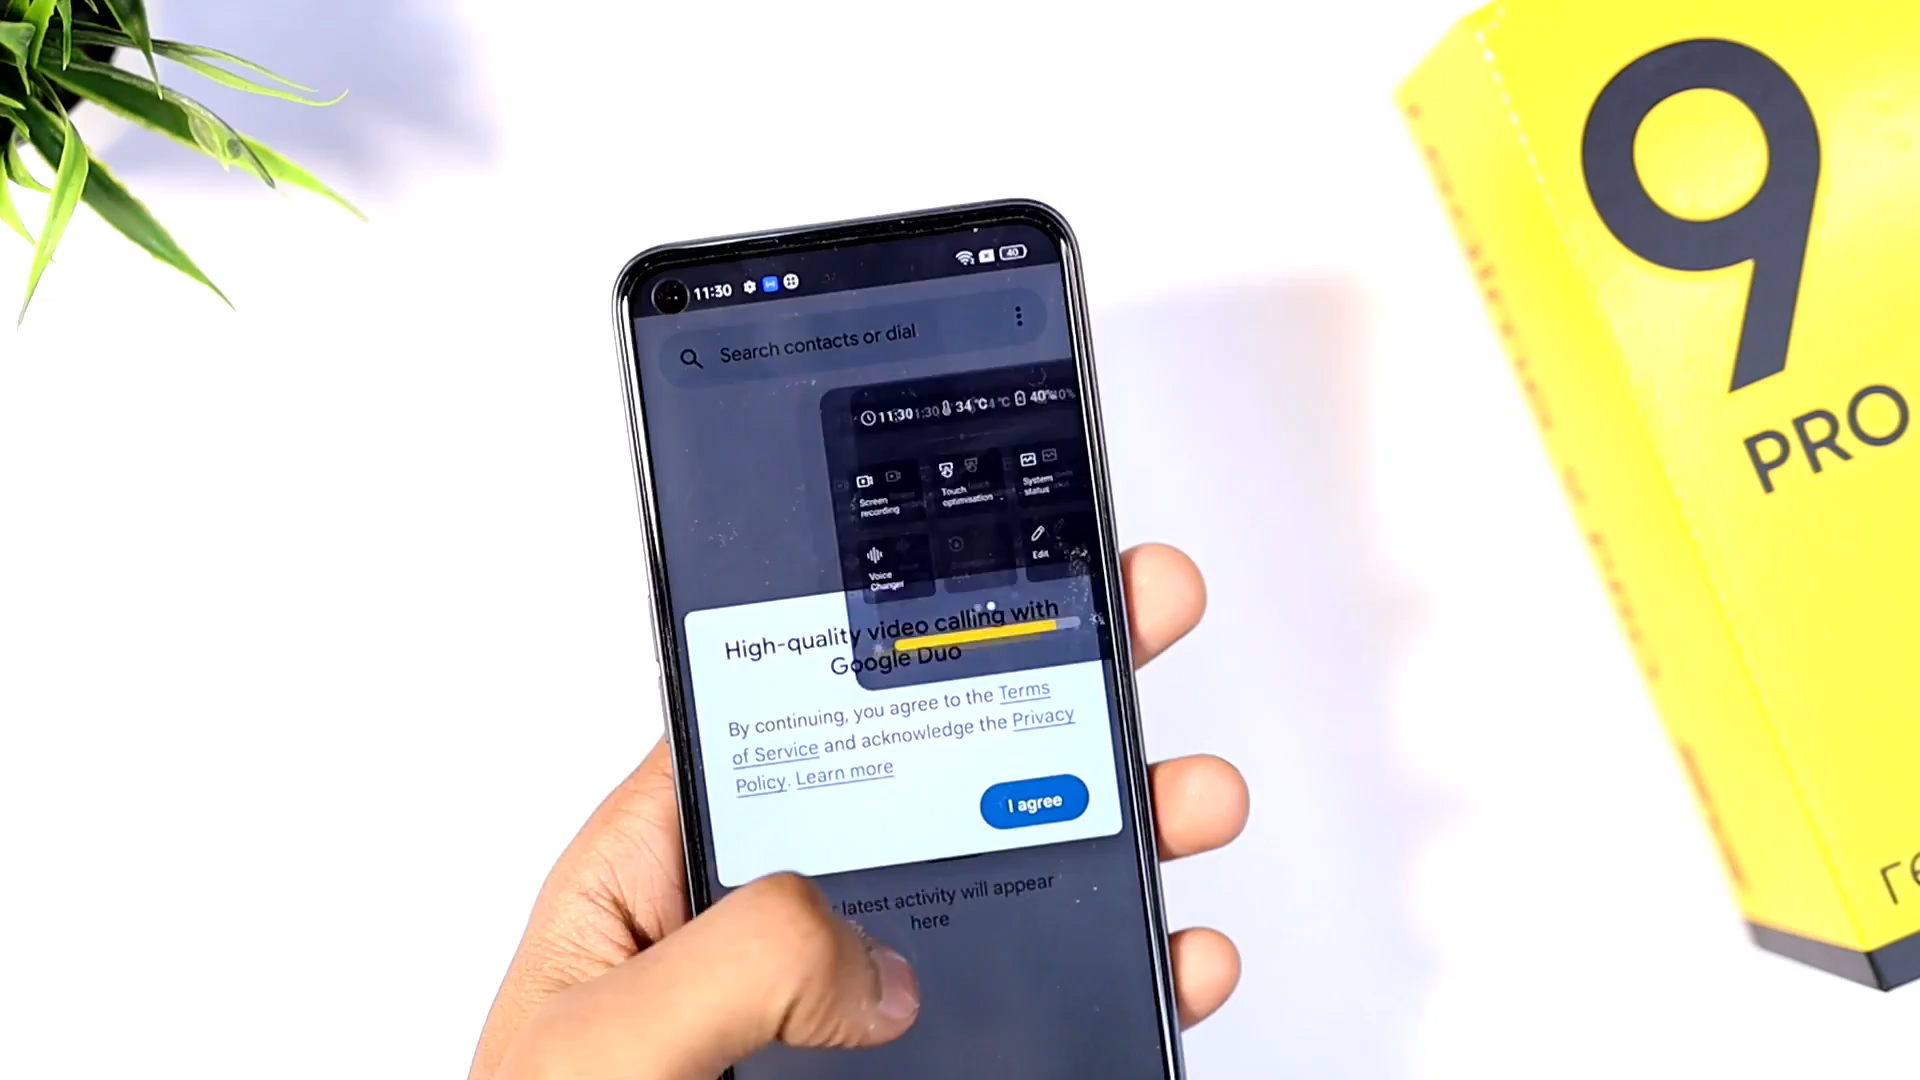 11:30
40
Search contacts or dial
11:30 34 °C 40%
Screen recording
Touch optimisation
System status
Voice Changer
Edit
High-quality video calling with
Google Duo
By continuing, you agree to the Terms
of Service and acknowledge the Privacy
Policy. Learn more
I agree
latest activity will appear
here
9
PRO